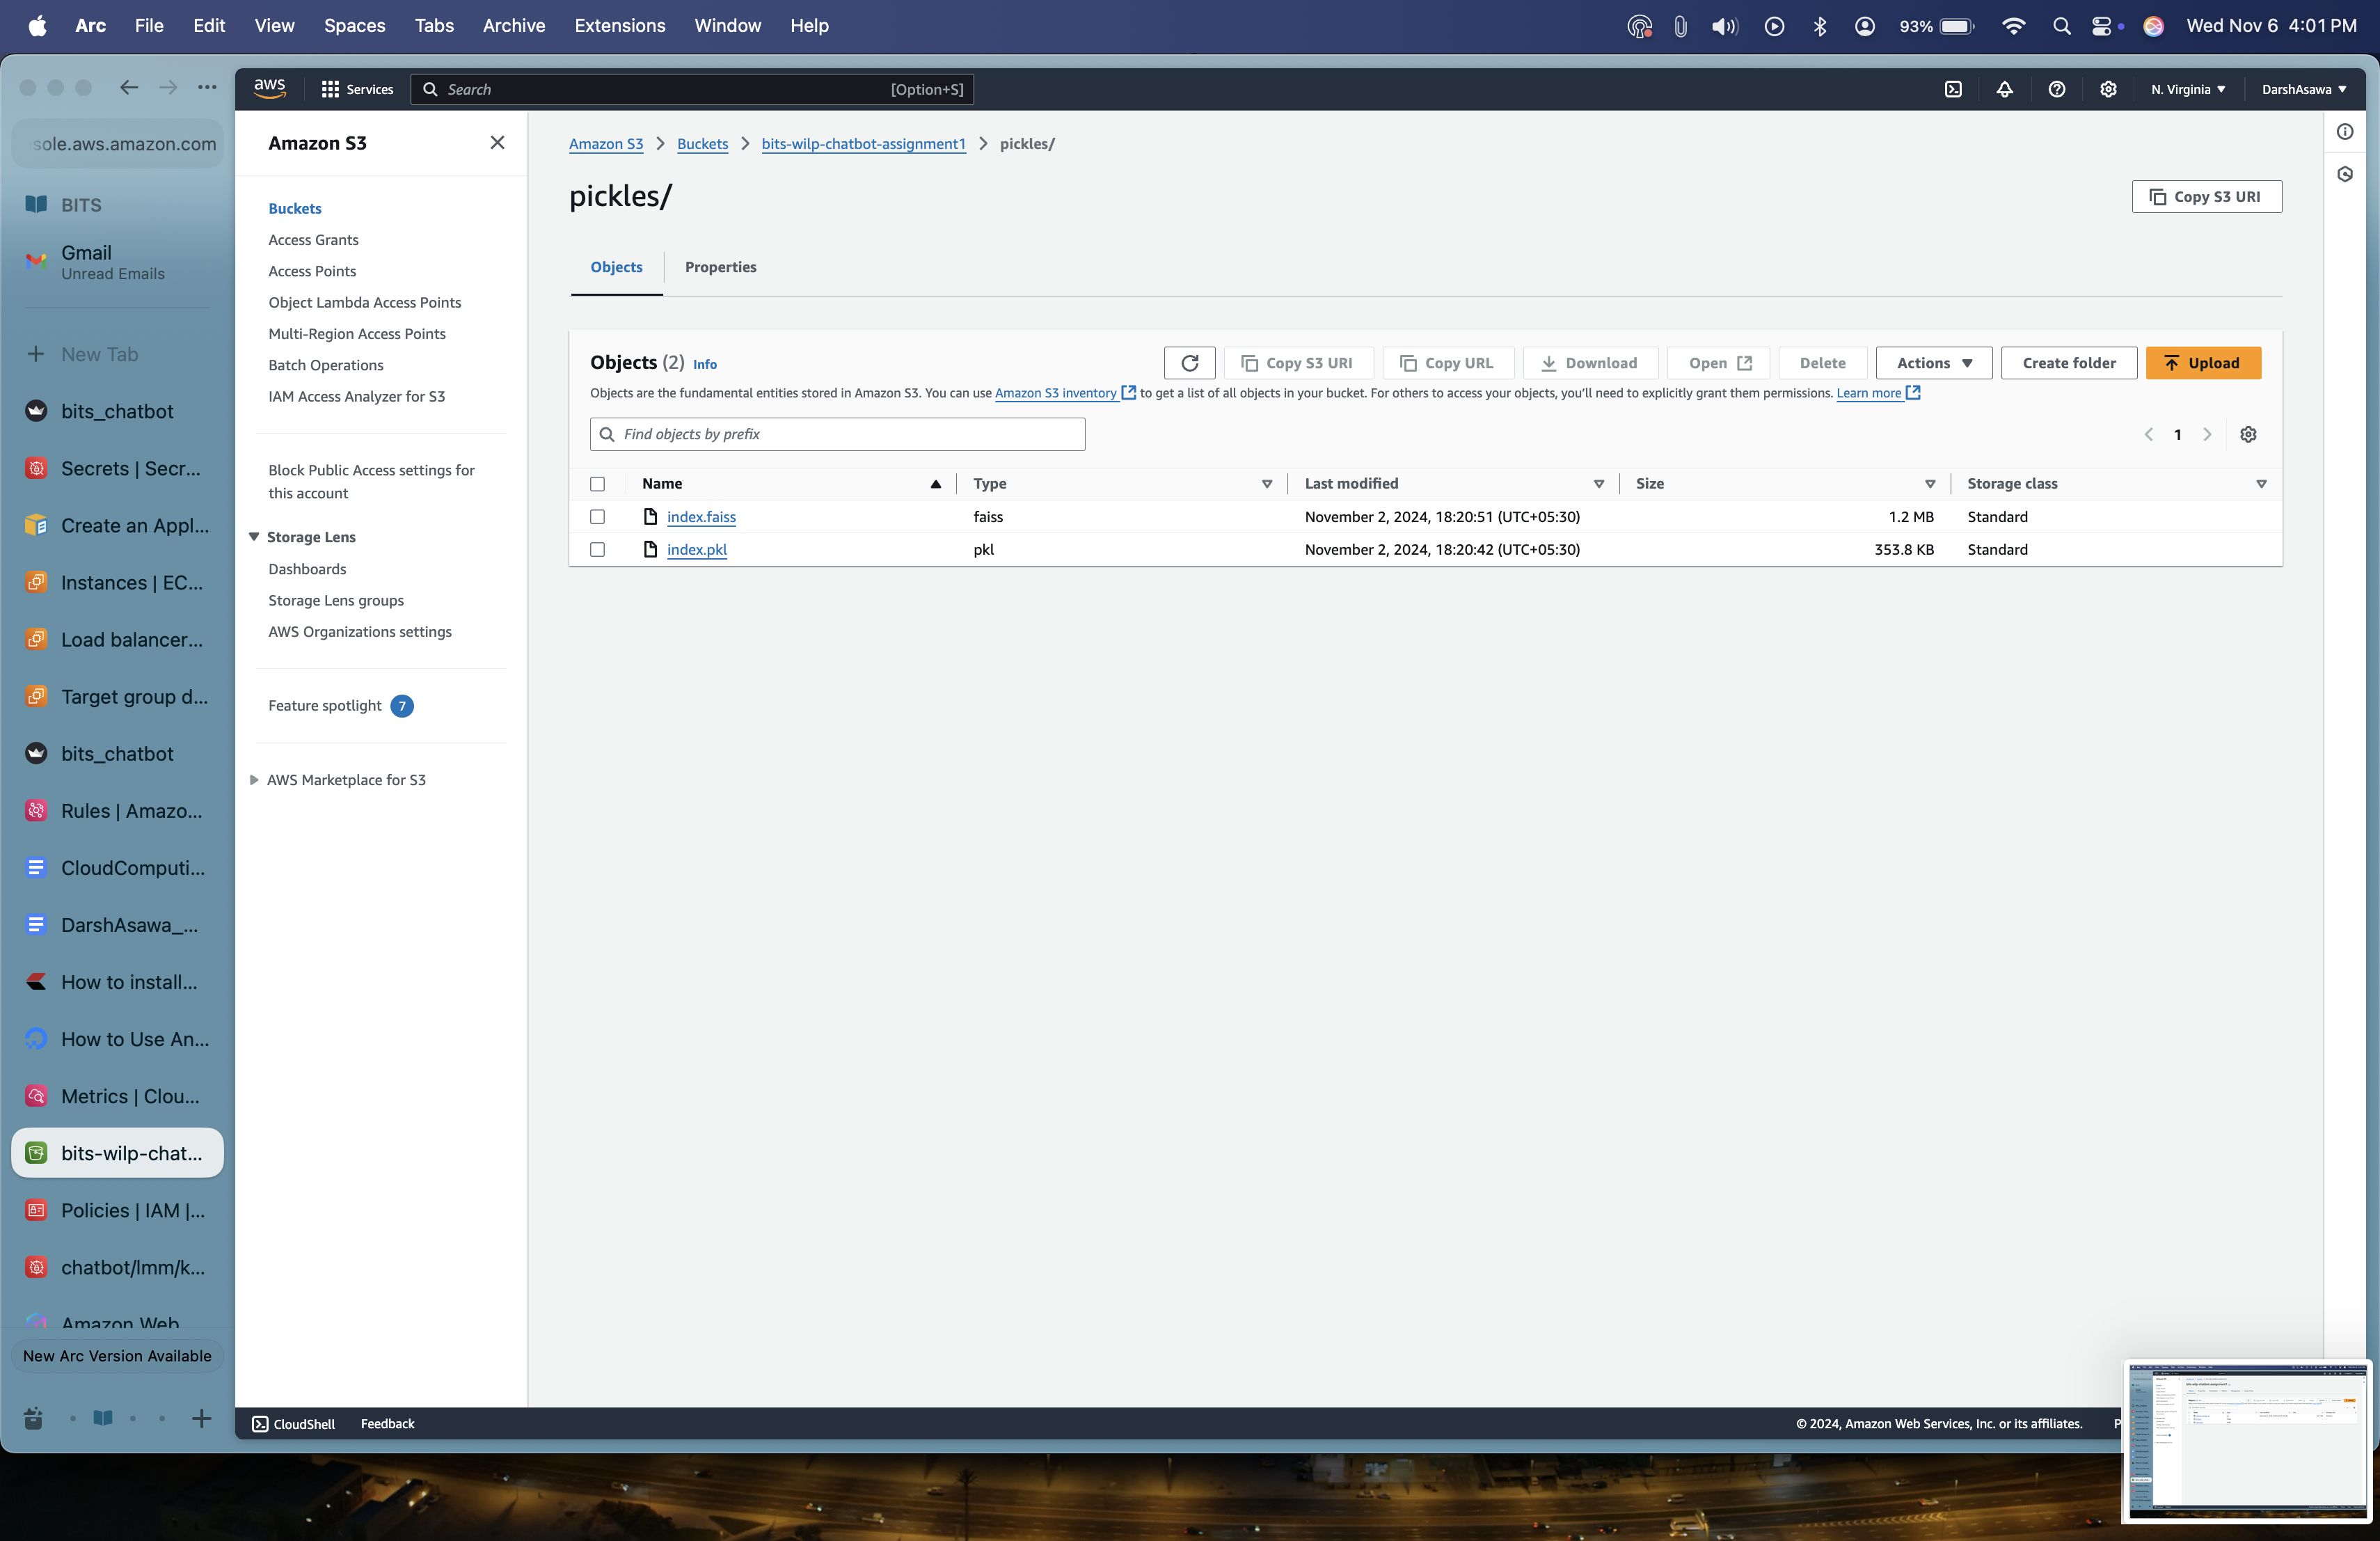 Arc File Edit View Spaces Tabs Archive Extensions Window Help
93% Wed Nov 6 4:01 PM
sole.aws.amazon.com
BITS
Gmail
Unread Emails
New Tab
bits_chatbot
Secrets | Secr...
Create an Appl...
Instances | EC...
Load balancer...
Target group d...
bits_chatbot
Rules | Amazo...
CloudComputi...
DarshAsawa_...
How to install...
How to Use An...
Metrics | Clou...
bits-wilp-chat...
Policies | IAM |...
chatbot/lmm/k...
Amazon Web
New Arc Version Available
aws Services Search [Option+S] N. Virginia DarshAsawa
Amazon S3
Buckets
Access Grants
Access Points
Object Lambda Access Points
Multi-Region Access Points
Batch Operations
IAM Access Analyzer for S3
Block Public Access settings for
this account
Storage Lens
Dashboards
Storage Lens groups
AWS Organizations settings
Feature spotlight 7
AWS Marketplace for S3
Amazon S3 > Buckets > bits-wilp-chatbot-assignment1 > pickles/
pickles/
Copy S3 URI
Objects Properties
Objects (2) Info
Copy S3 URI Copy URL Download Open Delete Actions Create folder Upload
Objects are the fundamental entities stored in Amazon S3. You can use Amazon S3 inventory to get a list of all objects in your bucket. For others to access your objects, you'll need to explicitly grant them permissions. Learn more
Find objects by prefix
1
Name Type Last modified Size Storage class
index.faiss faiss November 2, 2024, 18:20:51 (UTC+05:30) 1.2 MB Standard
index.pkl pkl November 2, 2024, 18:20:42 (UTC+05:30) 353.8 KB Standard
CloudShell Feedback © 2024, Amazon Web Services, Inc. or its affiliates. P